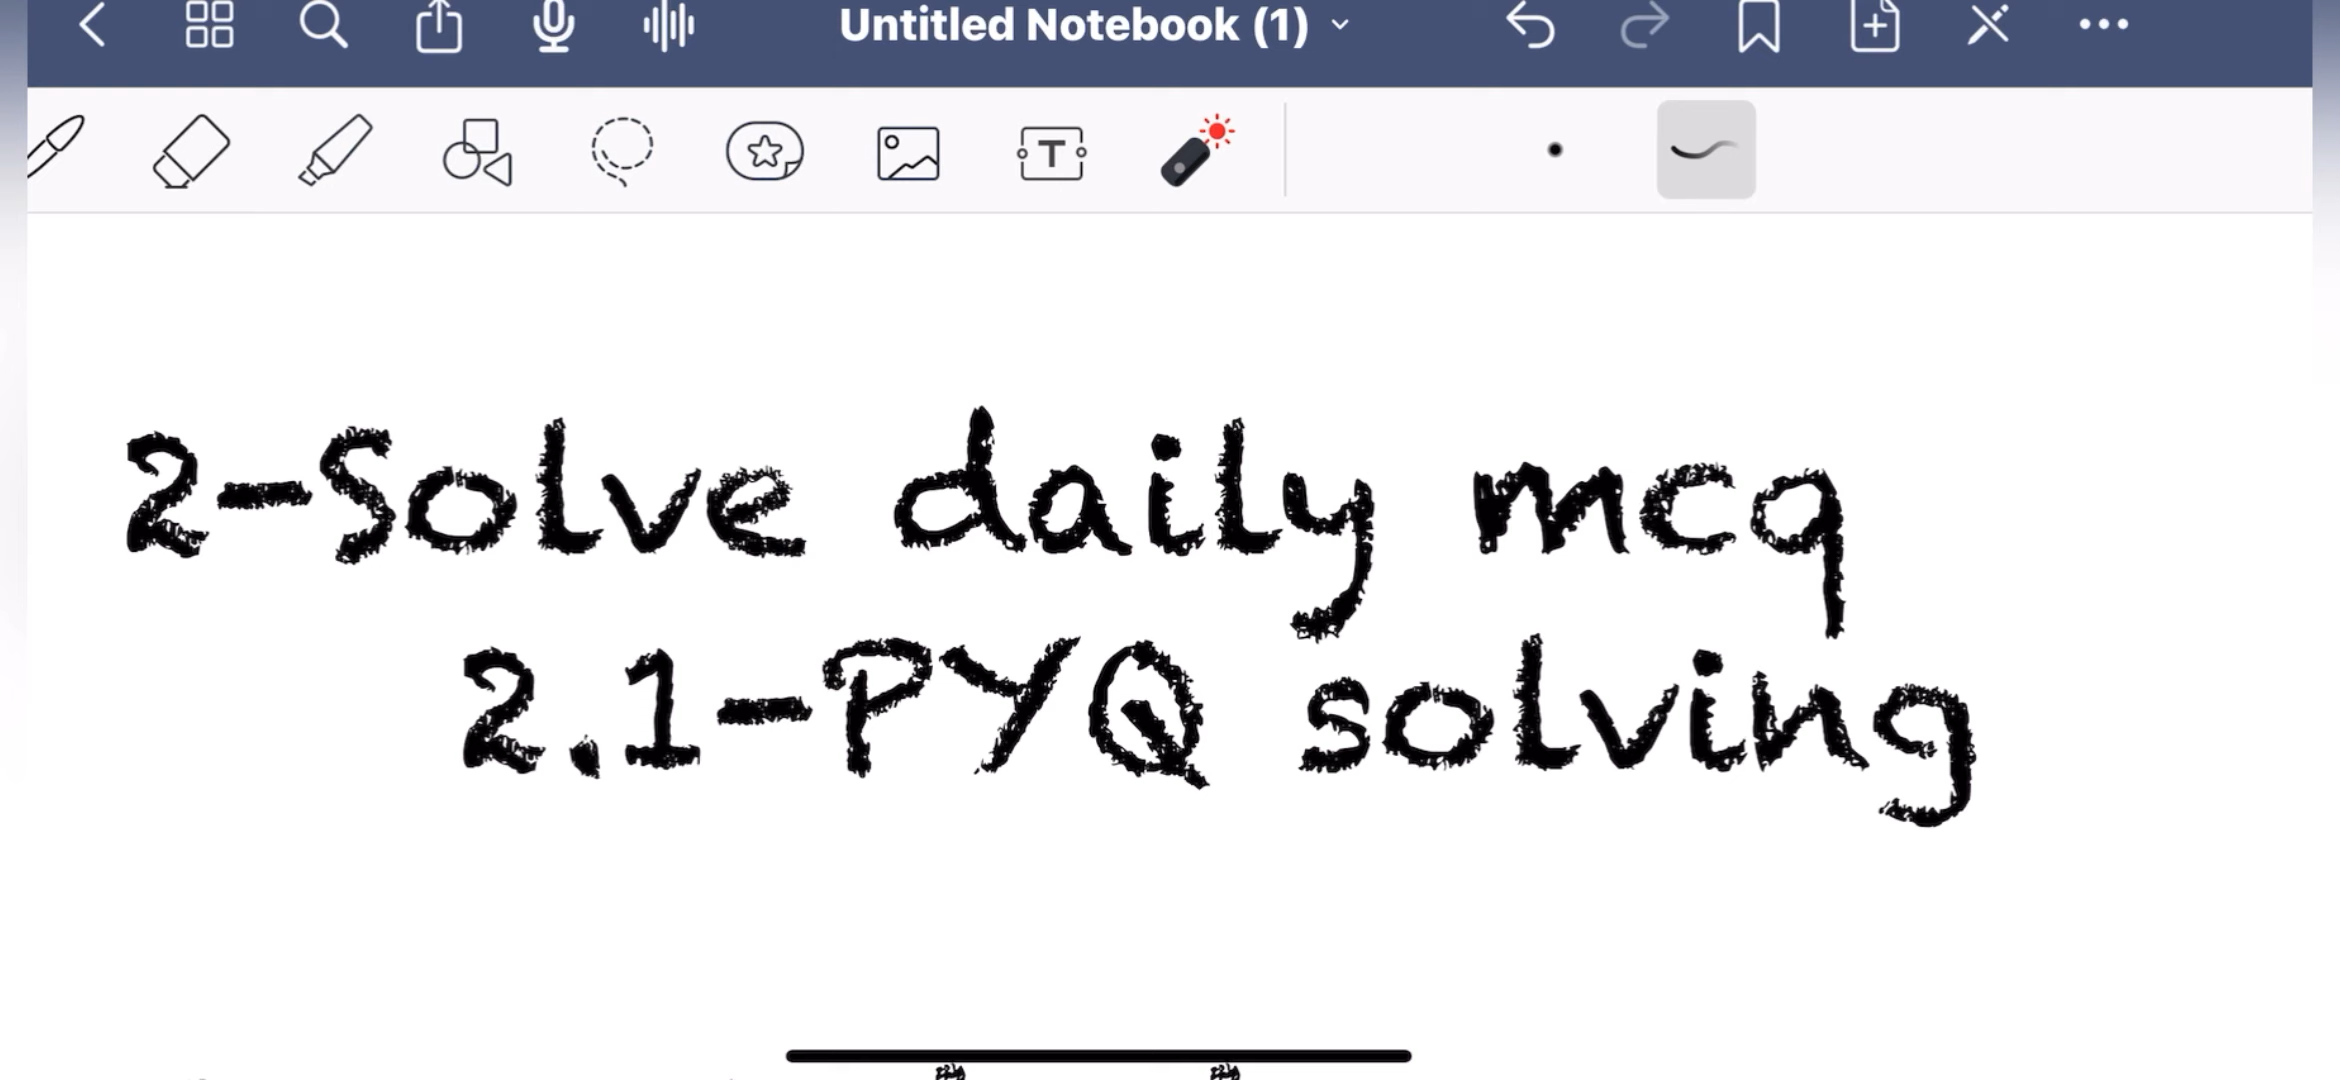 Untitled Notebook (1)
T
2-Solve daily mcq
2.1-PYQ solving